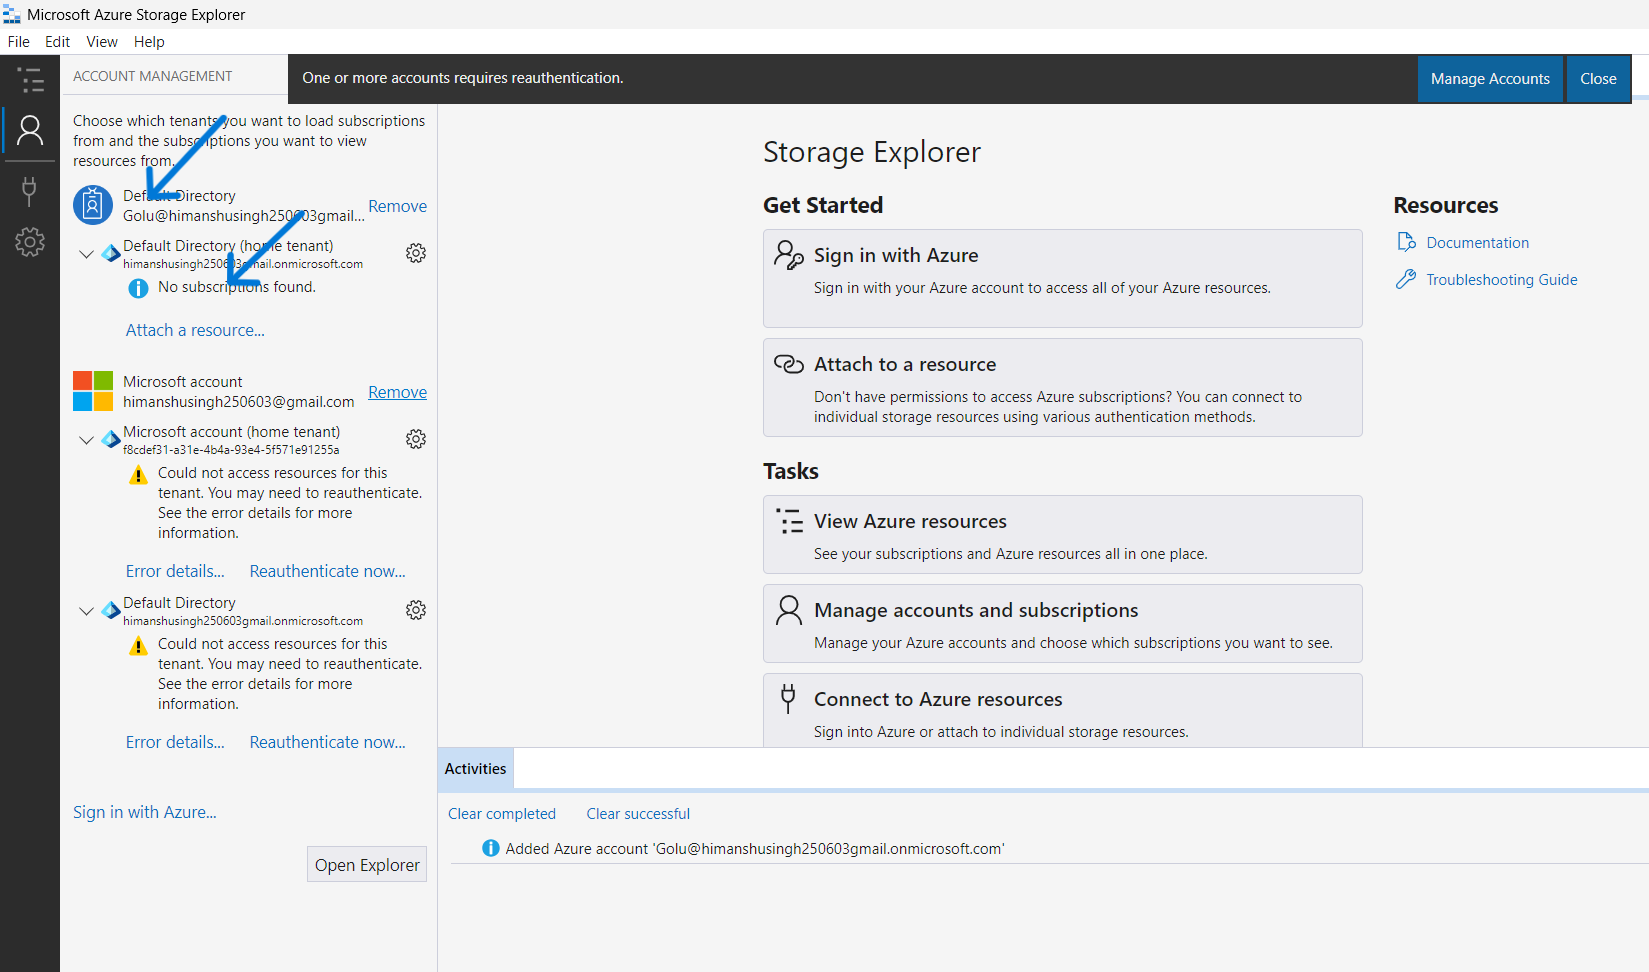 Microsoft Azure Storage Explorer
File Edit View Help
ACCOUNT MANAGEMENT
One or more accounts requires reauthentication.
Manage Accounts
Close
Choose which tenants you want to load subscriptions
from and the subscriptions you want to view
resources from.
Default Directory
Golu@himanshusingh250603gmail...
Remove
Default Directory (home tenant)
himanshusingh250603gmail.onmicrosoft.com
No subscriptions found.
Attach a resource...
Microsoft account
himanshusingh250603@gmail.com
Remove
Microsoft account (home tenant)
f8cdef31-a31e-4b4a-93e4-5f571e91255a
Could not access resources for this
tenant. You may need to reauthenticate.
See the error details for more
information.
Error details... Reauthenticate now...
Default Directory
himanshusingh250603gmail.onmicrosoft.com
Could not access resources for this
tenant. You may need to reauthenticate.
See the error details for more
information.
Error details... Reauthenticate now...
Sign in with Azure...
Open Explorer
Storage Explorer
Get Started
Sign in with Azure
Sign in with your Azure account to access all of your Azure resources.
Attach to a resource
Don't have permissions to access Azure subscriptions? You can connect to
individual storage resources using various authentication methods.
Tasks
View Azure resources
See your subscriptions and Azure resources all in one place.
Manage accounts and subscriptions
Manage your Azure accounts and choose which subscriptions you want to see.
Connect to Azure resources
Sign into Azure or attach to individual storage resources.
Resources
Documentation
Troubleshooting Guide
Activities
Clear completed Clear successful
Added Azure account 'Golu@himanshusingh250603gmail.onmicrosoft.com'